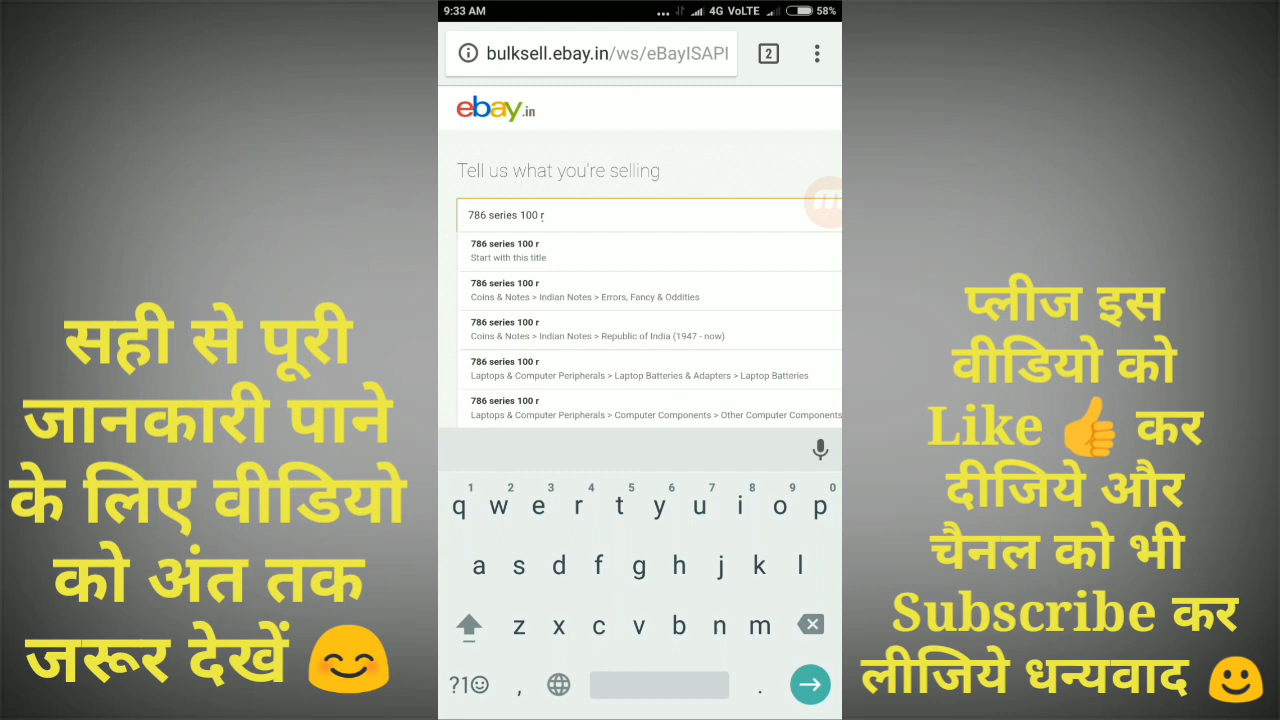 सही से पूरी
जानकारी पाने
के लिए वीडियो
को अंत तक
जरूर देखें 😊
9:33 AM ... 4G VoLTE 58%
bulksell.ebay.in/ws/eBayISAPI 2
ebay.in
Tell us what you're selling
786 series 100 r
786 series 100 r
Start with this title
786 series 100 r
Coins & Notes > Indian Notes > Errors, Fancy & Oddities
786 series 100 r
Coins & Notes > Indian Notes > Republic of India (1947 - now)
786 series 100 r
Laptops & Computer Peripherals > Laptop Batteries & Adapters > Laptop Batteries
786 series 100 r
Laptops & Computer Peripherals > Computer Components > Other Computer Components
1 2 3 4 5 6 7 8 9 0
q w e r t y u i o p
a s d f g h j k l
z x c v b n m
?1☺ , .
प्लीज इस
वीडियो को
Like 👍 कर
दीजिये और
चैनल को भी
Subscribe कर
लीजिये धन्यवाद 🙂